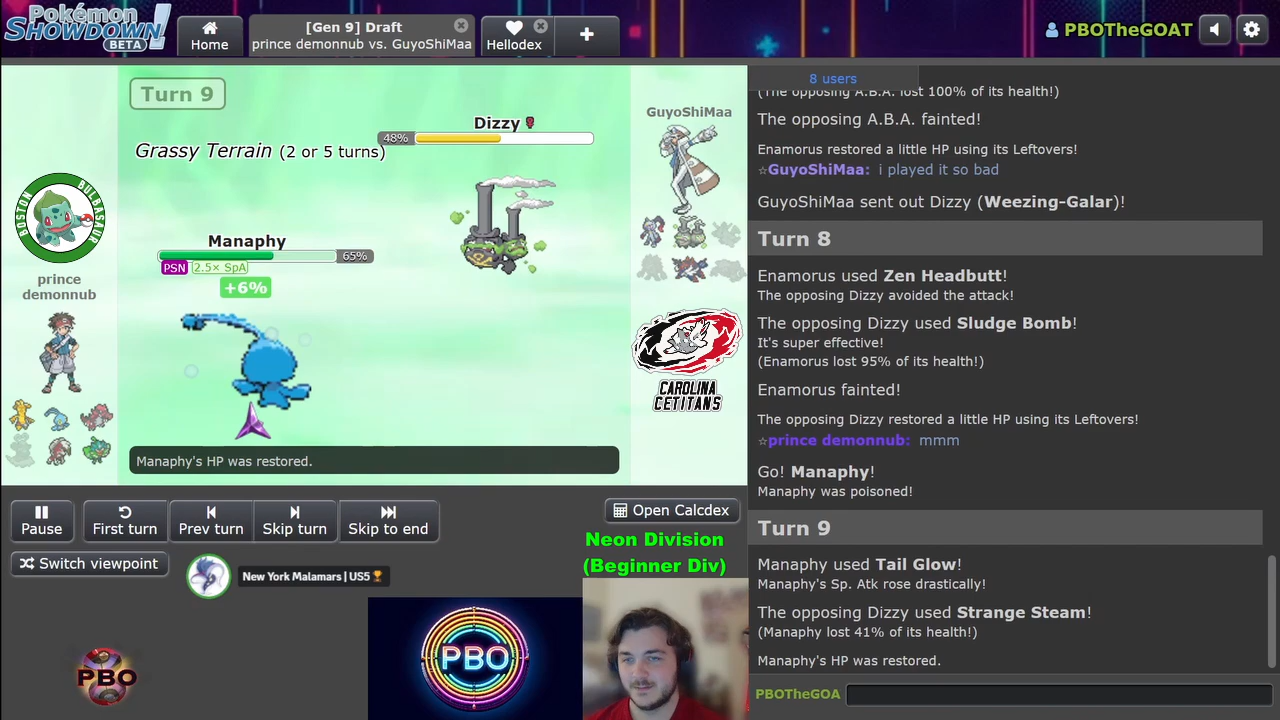 Pokémon
SHOWDOWN!
BETA
Home
[Gen 9] Draft
prince demonnub vs. GuyoShiMaa
Hellodex
PBOTheGOAT
8 users
Turn 9
Dizzy
48%
Grassy Terrain (2 or 5 turns)
Manaphy
65%
PSN 2.5× SpA
+6%
Manaphy's HP was restored.
BOSTON BULBASAUR
prince
demonnub
GuyoShiMaa
CAROLINA
CETITANS
(The opposing A.B.A. lost 100% of its health!)
The opposing A.B.A. fainted!
Enamorus restored a little HP using its Leftovers!
☆GuyoShiMaa: i played it so bad
GuyoShiMaa sent out Dizzy (Weezing-Galar)!
Turn 8
Enamorus used Zen Headbutt!
The opposing Dizzy avoided the attack!
The opposing Dizzy used Sludge Bomb!
It's super effective!
(Enamorus lost 95% of its health!)
Enamorus fainted!
The opposing Dizzy restored a little HP using its Leftovers!
☆prince demonnub: mmm
Go! Manaphy!
Manaphy was poisoned!
Turn 9
Manaphy used Tail Glow!
Manaphy's Sp. Atk rose drastically!
The opposing Dizzy used Strange Steam!
(Manaphy lost 41% of its health!)
Manaphy's HP was restored.
PBOTheGOA
Pause
First turn
Prev turn
Skip turn
Skip to end
Open Calcdex
Switch viewpoint
New York Malamars | US5
Neon Division
(Beginner Div)
PBO
PBO